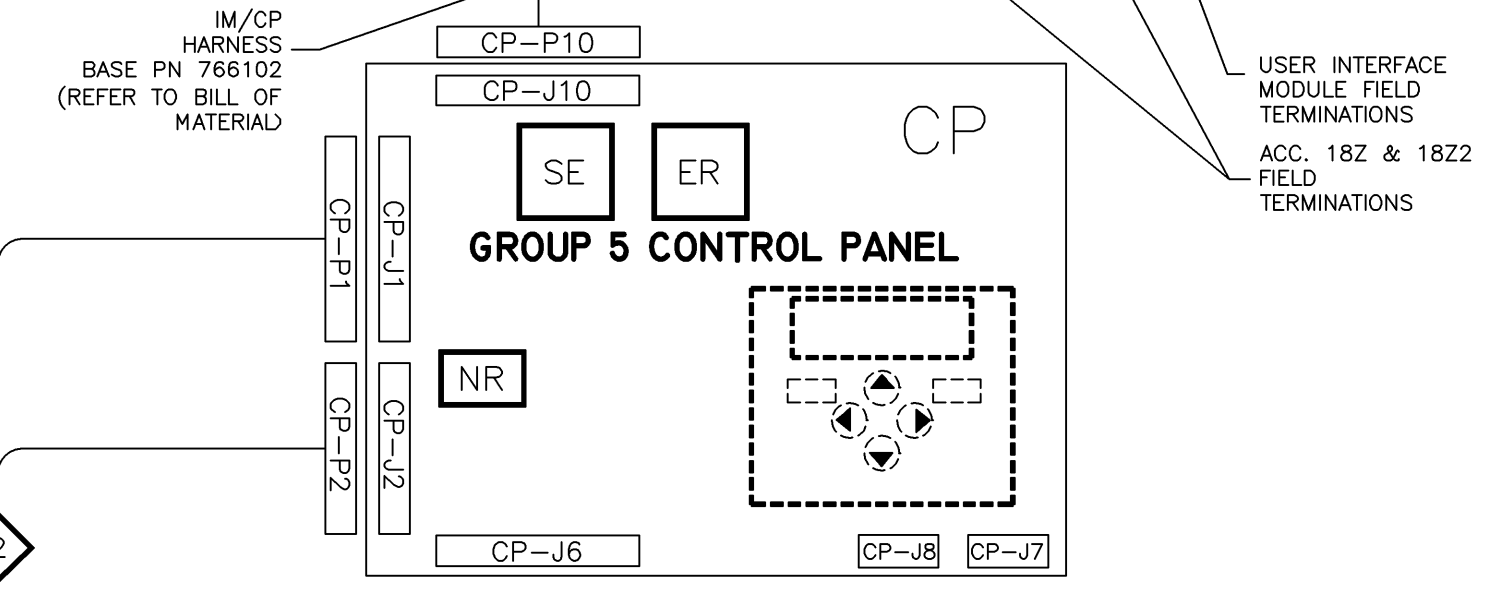 IM/CP
HARNESS
BASE PN 766102
(REFER TO BILL OF
MATERIAL)
CP-P10
CP-J10
CP
SE
ER
USER INTERFACE
MODULE FIELD
TERMINATIONS
ACC. 18Z & 18Z2
FIELD
TERMINATIONS
CP-P1
CP-J1
GROUP 5 CONTROL PANEL
NR
CP-P2
CP-J2
CP-J6
CP-J8
CP-J7